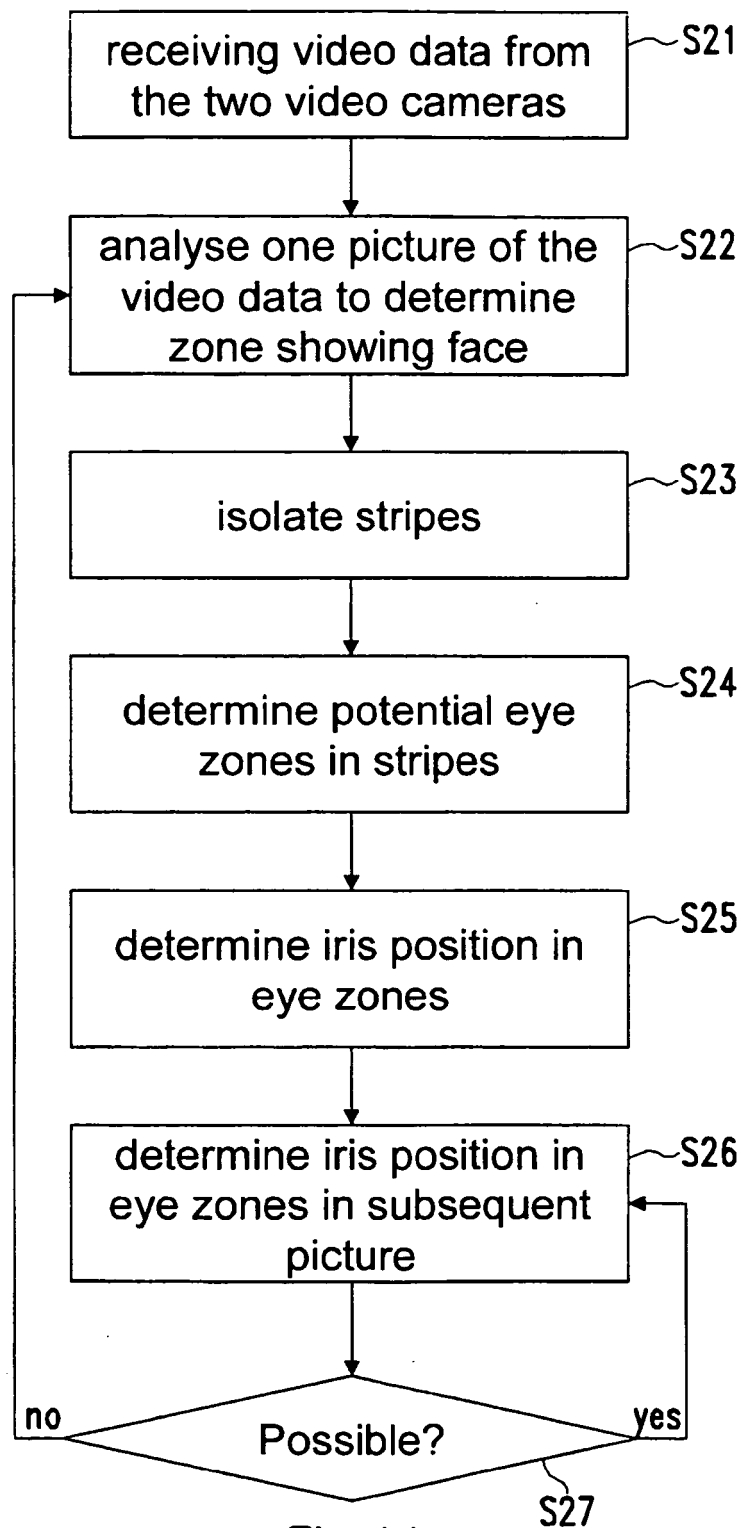 receiving video data from
the two video cameras
S21
analyse one picture of the
video data to determine
zone showing face
S22
isolate stripes
S23
determine potential eye
zones in stripes
S24
determine iris position in
eye zones
S25
determine iris position in
eye zones in subsequent
picture
S26
no
Possible?
yes
S27